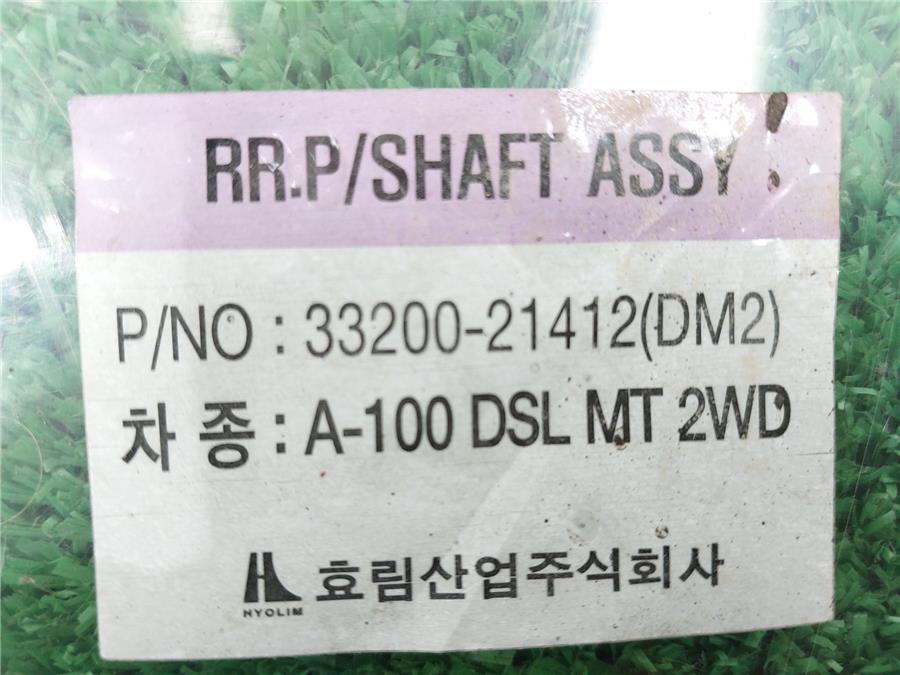 RR.P/SHAFT ASSY
P/NO : 33200-21412(DM2)
차 종 : A-100 DSL MT 2WD
HYOLIM 효림산업주식회사